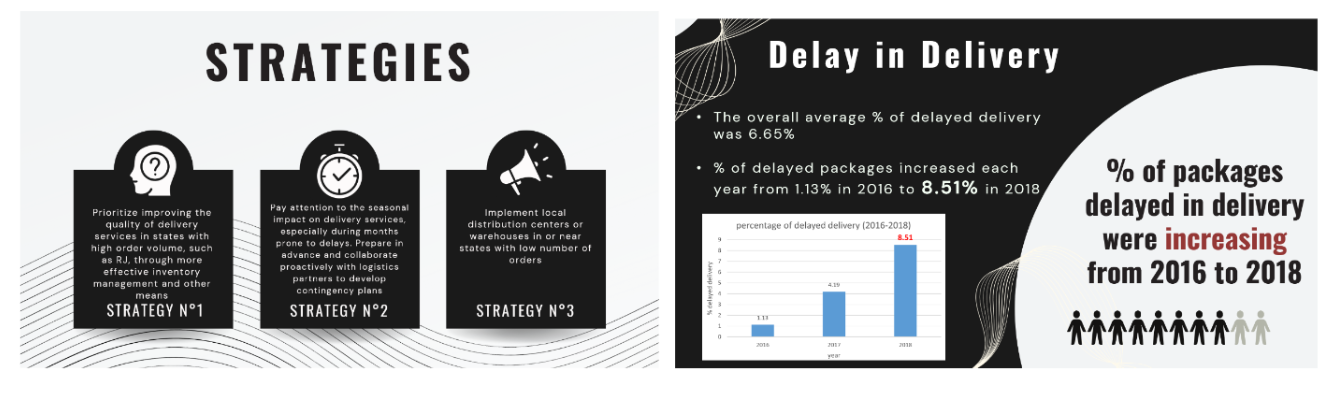 STRATEGIES
Prioritize improving the
quality of delivery
services in states with
high order volume, such
as RJ, through more
effective inventory
management and other
means
STRATEGY N°1
Pay attention to the seasonal
impact on delivery services,
especially during months
prone to delays. Prepare in
advance and collaborate
proactively with logistics
partners to develop
contingency plans
STRATEGY N°2
Implement local
distribution centers or
warehouses in or near
states with low number of
orders
STRATEGY N°3
Delay in Delivery
• The overall average % of delayed delivery
was 6.65%
• % of delayed packages increased each
year from 1.13% in 2016 to 8.51% in 2018
percentage of delayed delivery (2016-2018)
% delayed delivery
9
8
7
6
5
4
3
2
1
0
1.13
4.19
8.51
2016
2017
2018
year
% of packages
delayed in delivery
were increasing
from 2016 to 2018